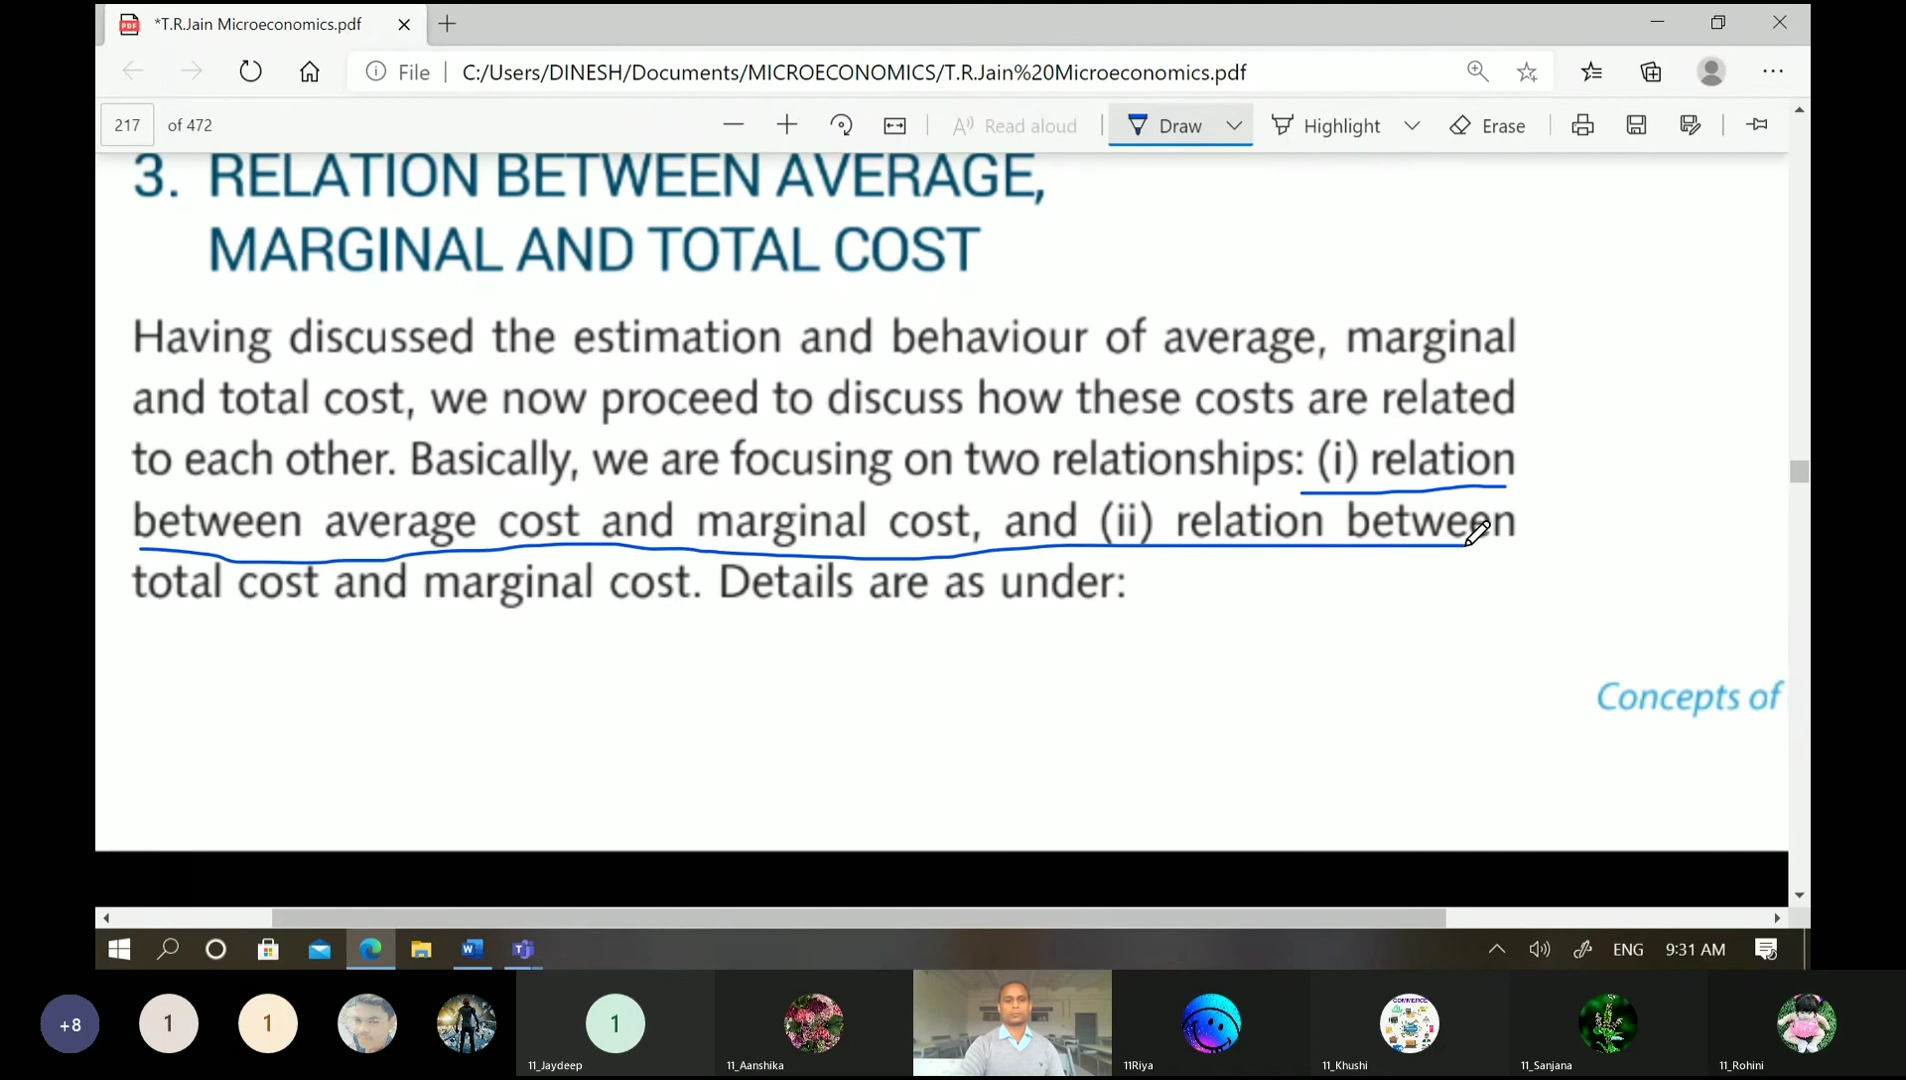 *T.R.Jain Microeconomics.pdf
File
C:/Users/DINESH/Documents/MICROECONOMICS/T.R.Jain%20Microeconomics.pdf
217 of 472
Read aloud
Draw
Highlight
Erase
3. RELATION BETWEEN AVERAGE,
MARGINAL AND TOTAL COST
Having discussed the estimation and behaviour of average, marginal
and total cost, we now proceed to discuss how these costs are related
to each other. Basically, we are focusing on two relationships: (i) relation
between average cost and marginal cost, and (ii) relation between
total cost and marginal cost. Details are as under:
Concepts of
ENG
9:31 AM
+8
1
1
1
COMMERCE
11_Jaydeep
11_Aanshika
11Riya
11_Khushi
11_Sanjana
11_Rohini